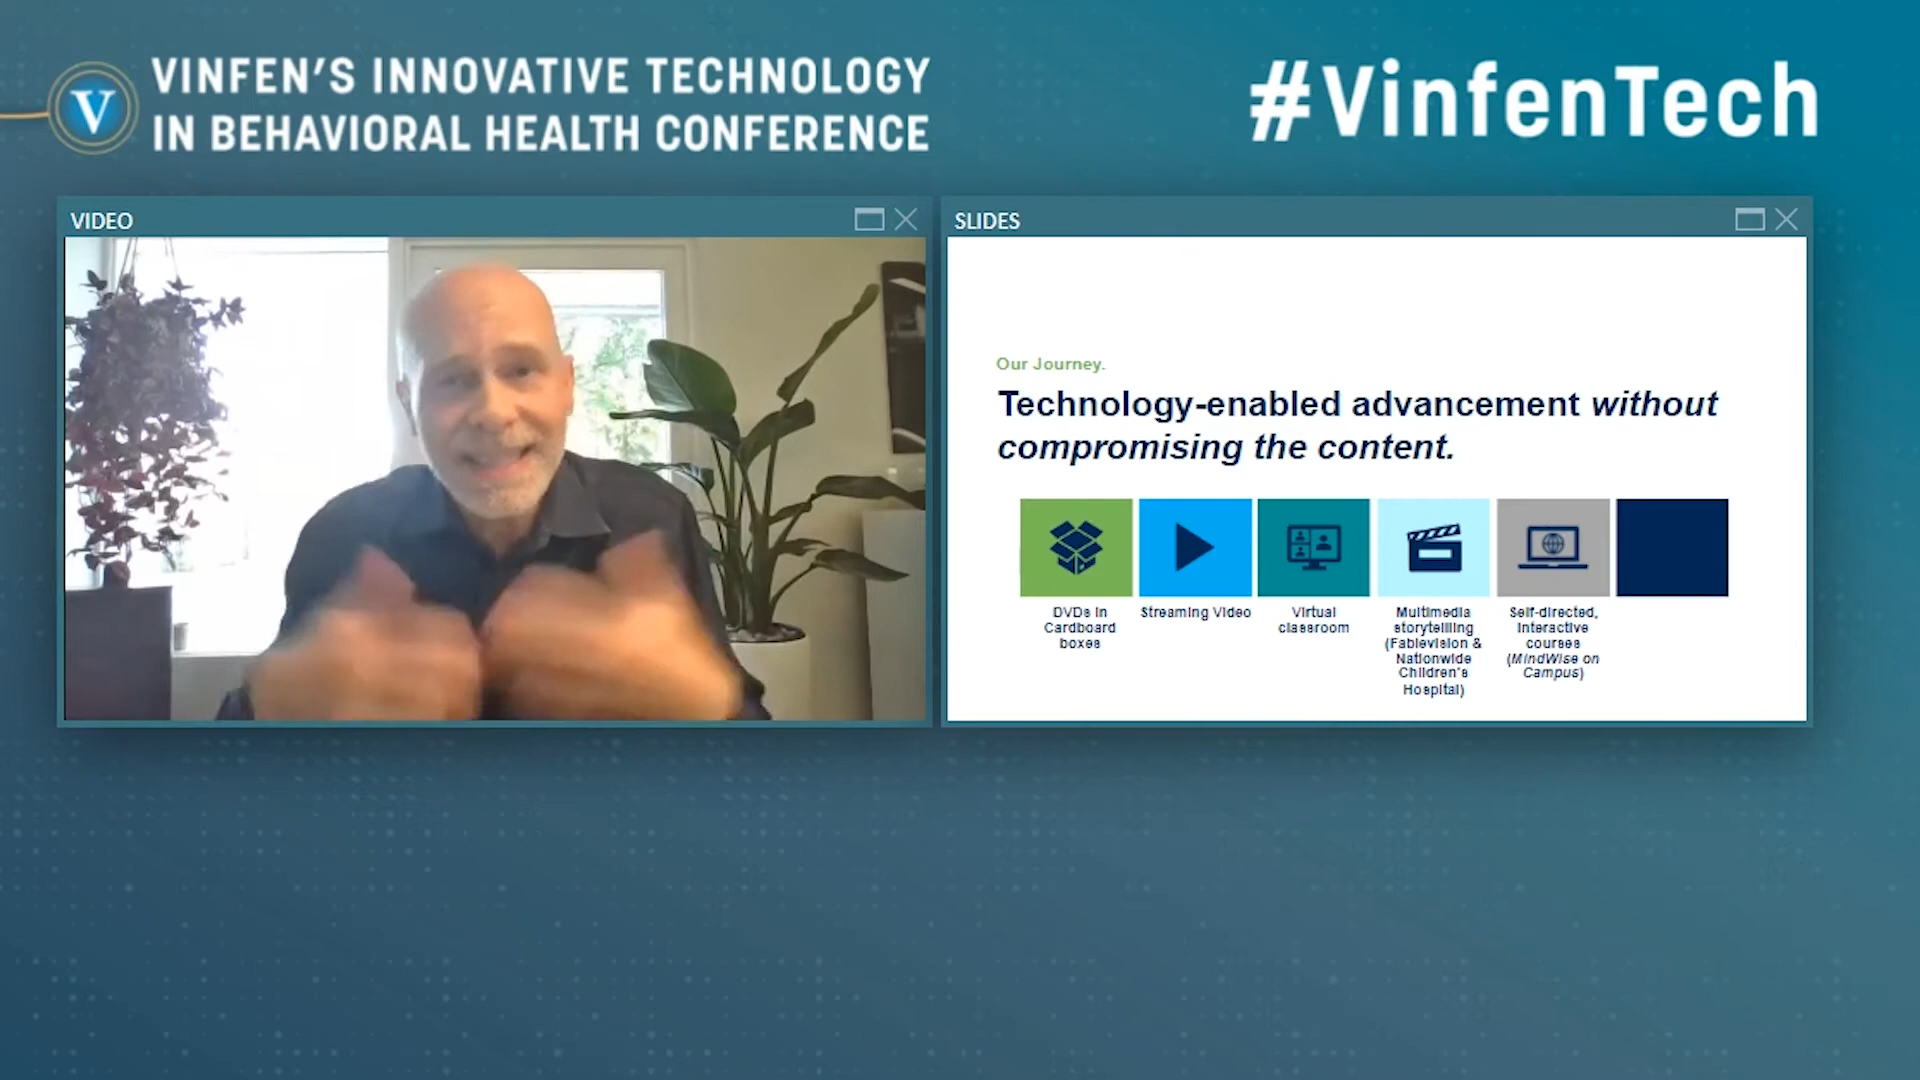 V
VINFEN'S INNOVATIVE TECHNOLOGY
IN BEHAVIORAL HEALTH CONFERENCE
#VinfenTech
VIDEO
SLIDES
Our Journey.
Technology-enabled advancement without
compromising the content.
DVDs in
Cardboard
boxes
Streaming Video
Virtual
classroom
Multimedia
storytelling
(Fablevision &
Nationwide
Children's
Hospital)
Self-directed,
Interactive
courses
(MindWise on
Campus)